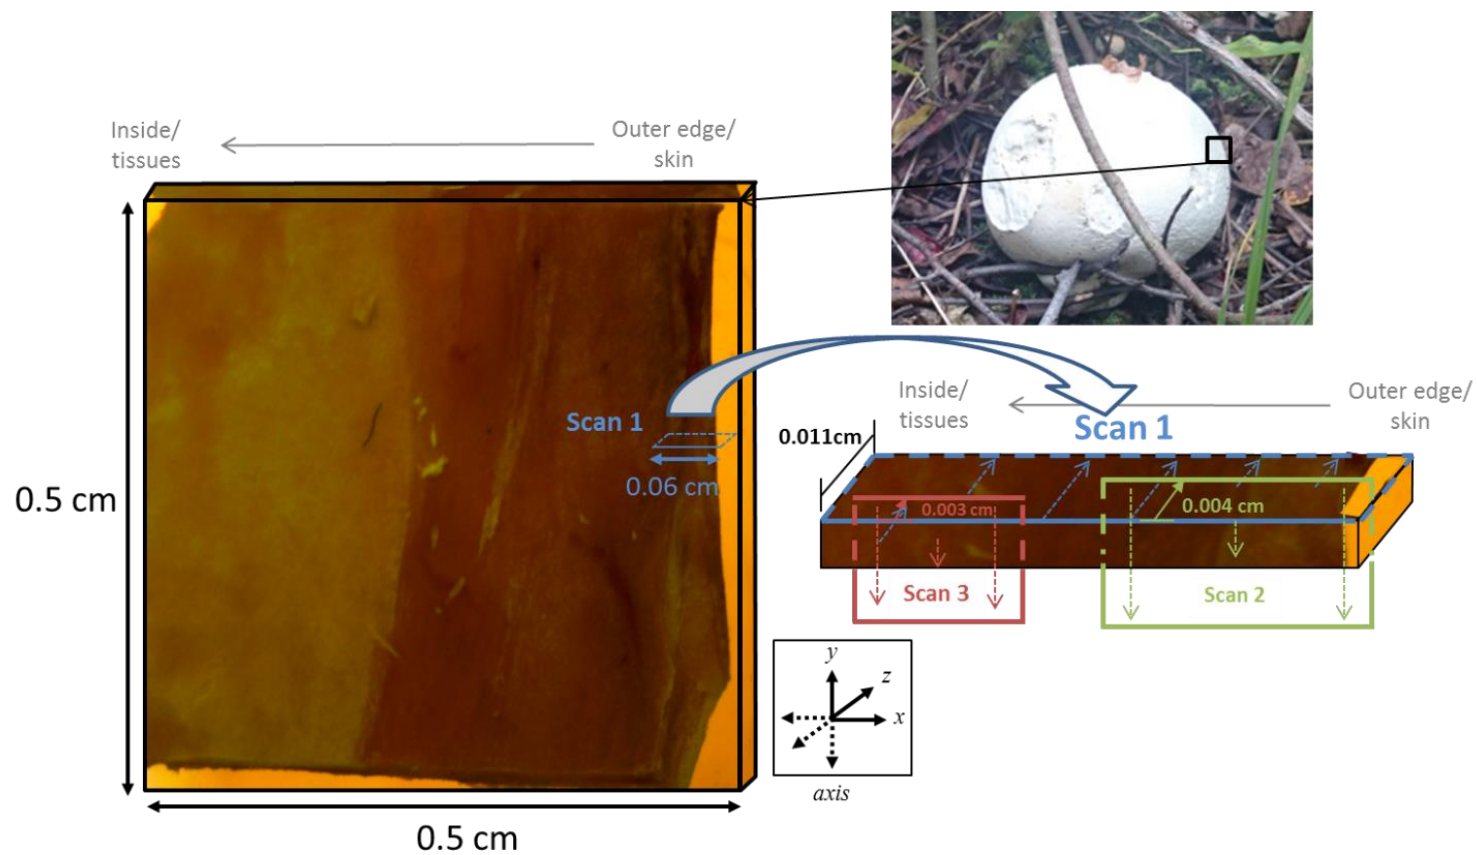 Inside/
tissues
Outer edge/
skin
Scan 1
0.06 cm
0.5 cm
0.5 cm
Inside/
tissues
Outer edge/
skin
Scan 1
0.011cm
0.003 cm
0.004 cm
Scan 3
Scan 2
y
z
x
axis